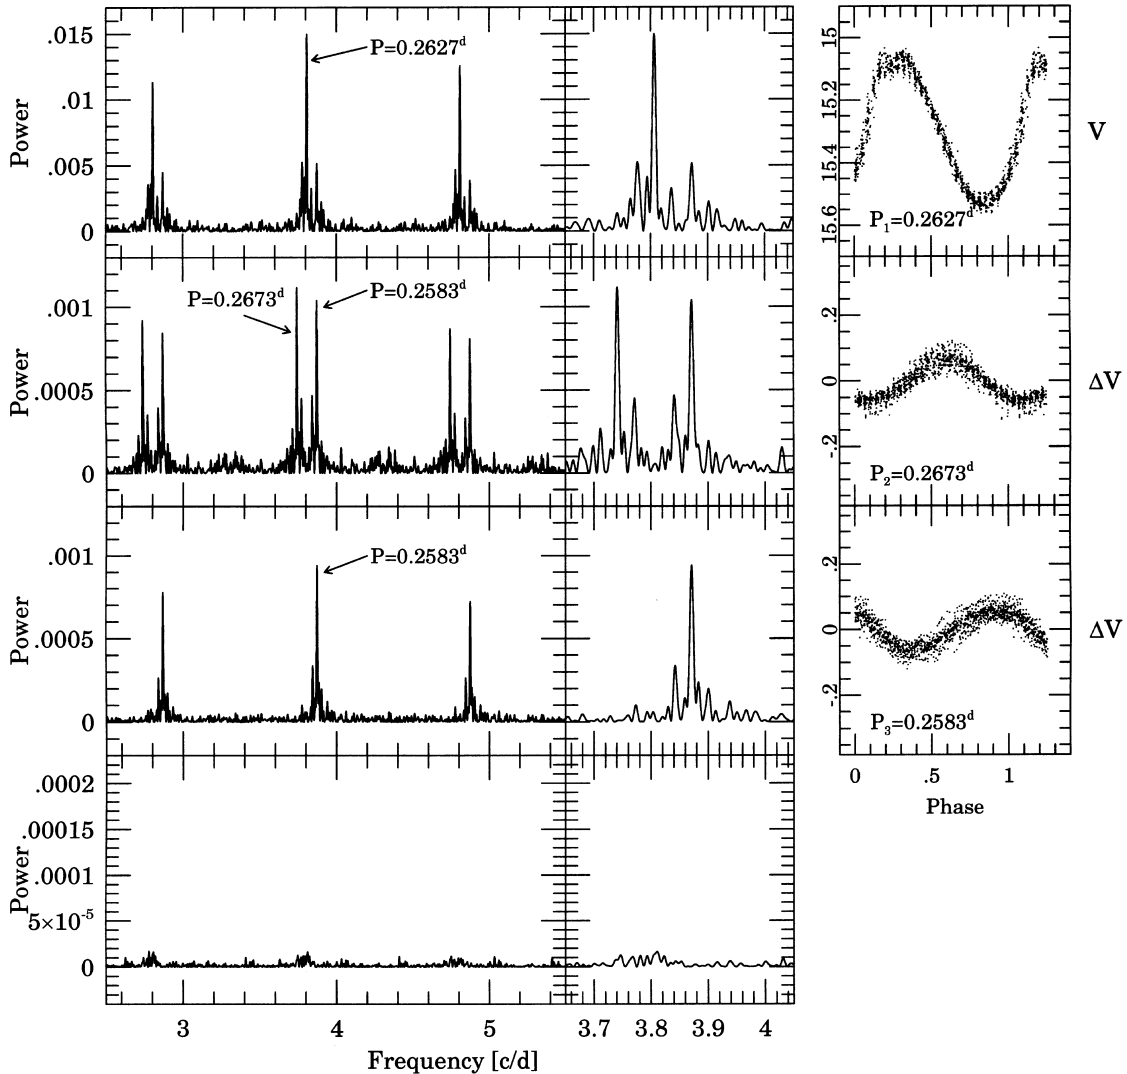 .015
.01
.005
0
Power
P=0.2627ᵈ
15
15.2
15.4
15.6
P₁=0.2627ᵈ
V
.001
.0005
0
Power
P=0.2673ᵈ
P=0.2583ᵈ
.2
0
-.2
P₂=0.2673ᵈ
ΔV
.001
.0005
0
Power
P=0.2583ᵈ
.2
0
-.2
P₃=0.2583ᵈ
ΔV
0 .5 1
Phase
.0002
.00015
.0001
5×10⁻⁵
0
Power
3 4 5
3.7 3.8 3.9 4
Frequency [c/d]